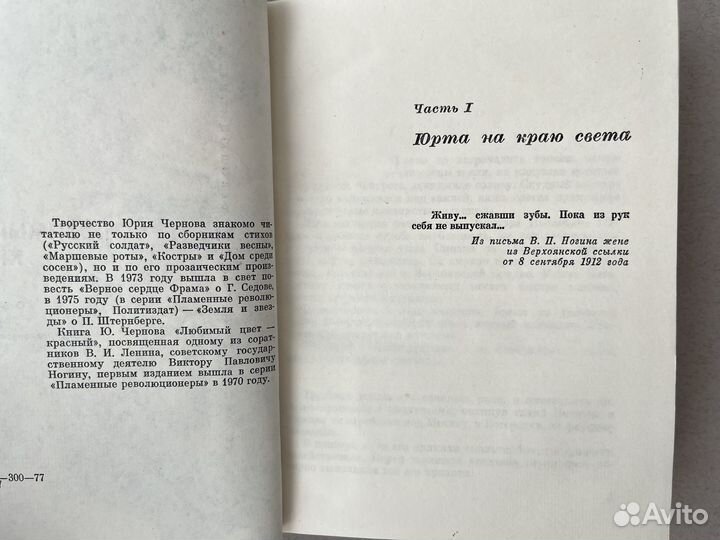 Творчество Юрия Чернова знакомо чи-
тателю не только по сборникам стихов
(«Русский солдат», «Разведчики весны»,
«Маршевые роты», «Костры» и «Дом среди
сосен»), но и по его прозаическим произ-
ведениям. В 1973 году вышла в свет по-
весть «Верное сердце Фрама» о Г. Седове,
в 1975 году (в серии «Пламенные револю-
ционеры», Политиздат) — «Земля и звез-
ды» о П. Штернберге.
Книга Ю. Чернова «Любимый цвет —
красный», посвященная одному из сорат-
ников В. И. Ленина, советскому государст-
венному деятелю Виктору Павловичу
Ногину, первым изданием вышла в серии
«Пламенные революционеры» в 1970 году.
—300—77
Часть I
Юрта на краю света
Живу... сжавши зубы. Пока из рук
себя не выпускал...
Из письма В. П. Ногина жене
из Верхоянской ссылки
от 8 сентября 1912 года
Avito